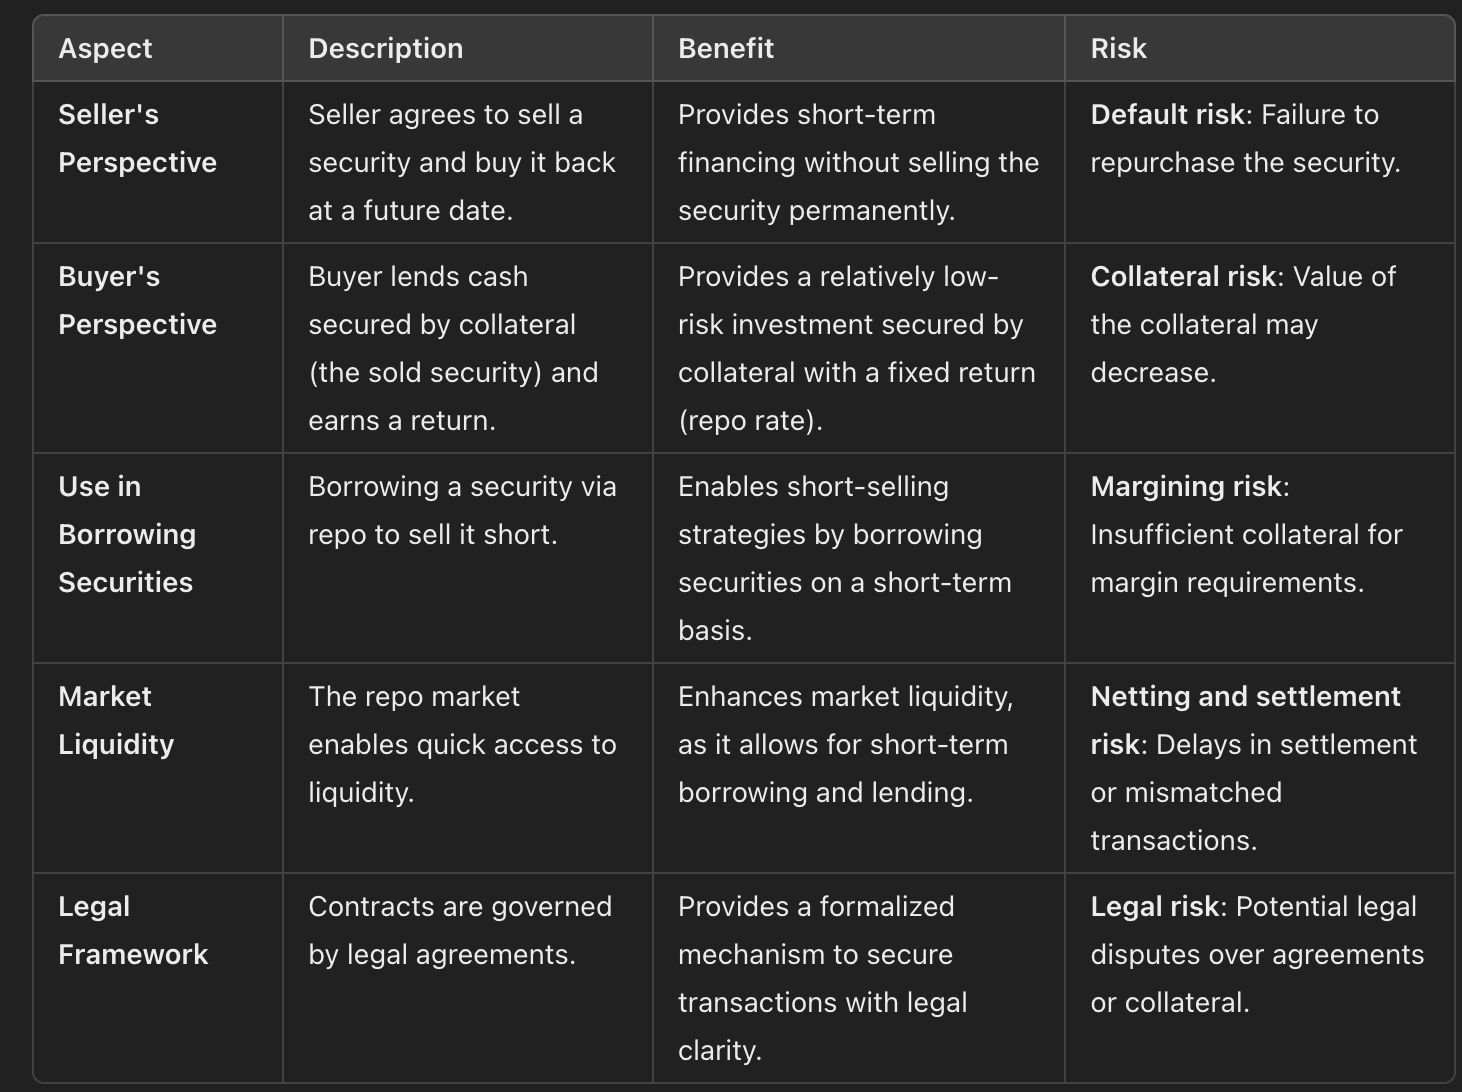 Aspect
Description
Benefit
Risk
Seller's
Perspective
Seller agrees to sell a
security and buy it back
at a future date.
Provides short-term
financing without selling the
security permanently.
Default risk: Failure to
repurchase the security.
Buyer's
Perspective
Buyer lends cash
secured by collateral
(the sold security) and
earns a return.
Provides a relatively low-
risk investment secured by
collateral with a fixed return
(repo rate).
Collateral risk: Value of
the collateral may
decrease.
Use in
Borrowing
Securities
Borrowing a security via
repo to sell it short.
Enables short-selling
strategies by borrowing
securities on a short-term
basis.
Margining risk:
Insufficient collateral for
margin requirements.
Market
Liquidity
The repo market
enables quick access to
liquidity.
Enhances market liquidity,
as it allows for short-term
borrowing and lending.
Netting and settlement
risk: Delays in settlement
or mismatched
transactions.
Legal
Framework
Contracts are governed
by legal agreements.
Provides a formalized
mechanism to secure
transactions with legal
clarity.
Legal risk: Potential legal
disputes over agreements
or collateral.